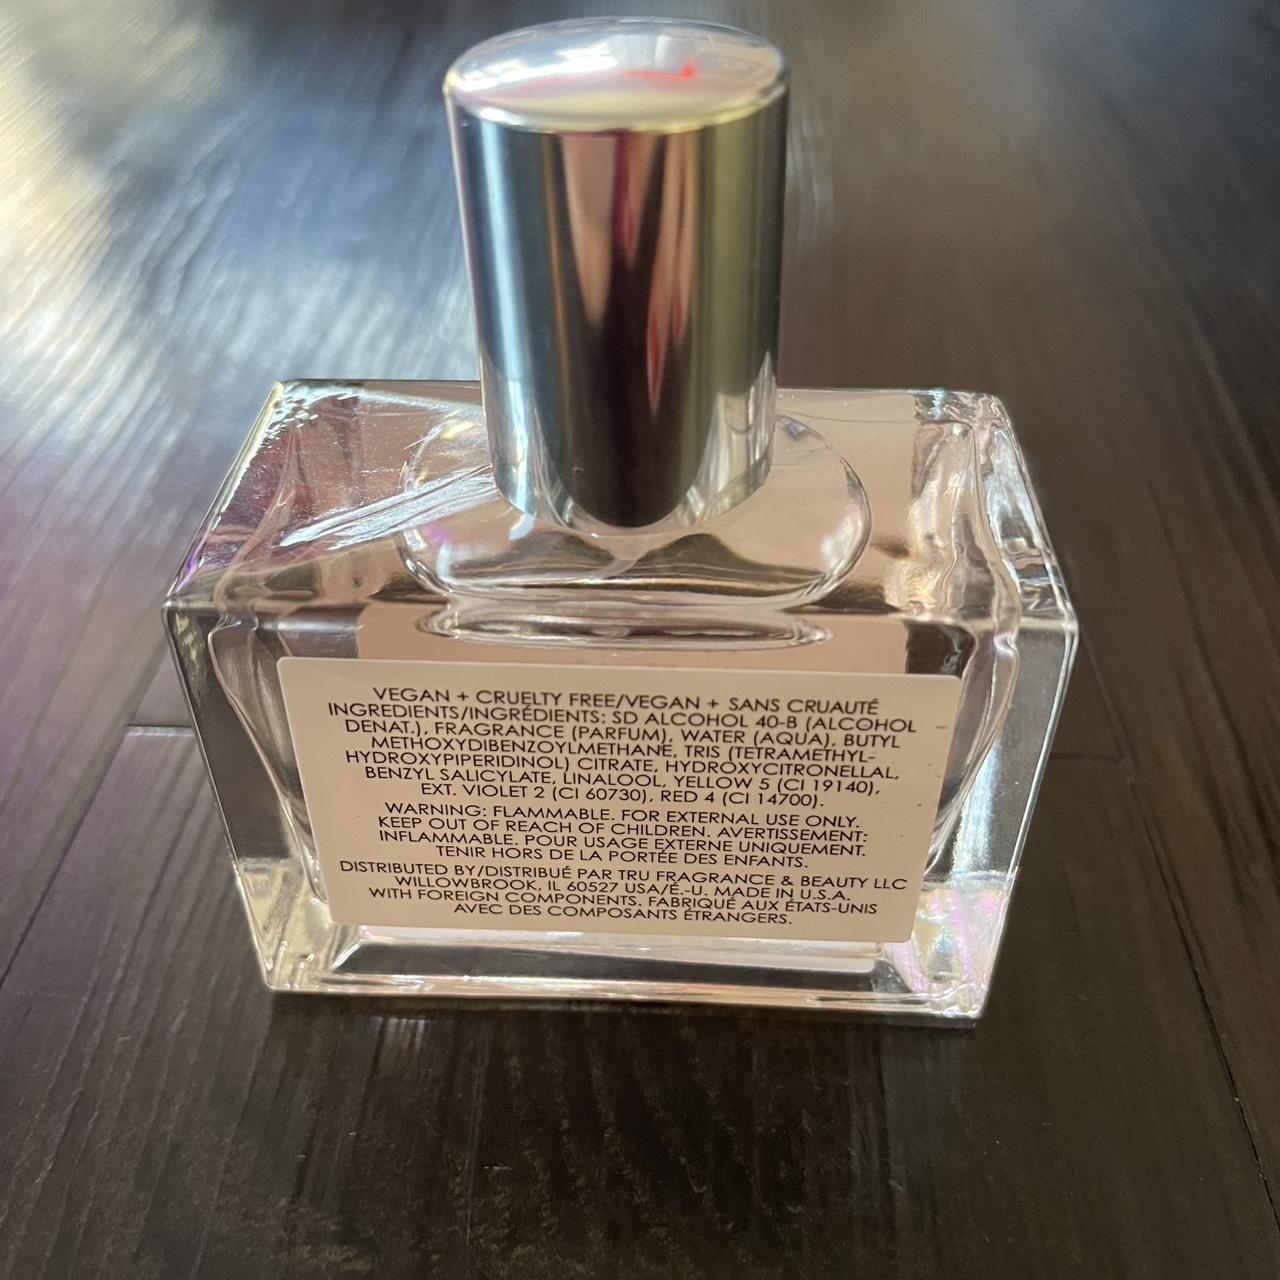 VEGAN + CRUELTY FREE/VEGAN + SANS CRUAUTÉ
INGREDIENTS/INGRÉDIENTS: SD ALCOHOL 40-B (ALCOHOL
DENAT.), FRAGRANCE (PARFUM), WATER (AQUA), BUTYL
METHOXYDIBENZOYLMETHANE, TRIS (TETRAMETHYL-
HYDROXYPIPERIDINOL) CITRATE, HYDROXYCITRONELLAL,
BENZYL SALICYLATE, LINALOOL, YELLOW 5 (CI 19140),
EXT. VIOLET 2 (CI 60730), RED 4 (CI 14700).
WARNING: FLAMMABLE. FOR EXTERNAL USE ONLY.
KEEP OUT OF REACH OF CHILDREN. AVERTISSEMENT:
INFLAMMABLE. POUR USAGE EXTERNE UNIQUEMENT.
TENIR HORS DE LA PORTÉE DES ENFANTS.
DISTRIBUTED BY/DISTRIBUÉ PAR TRU FRAGRANCE & BEAUTY LLC
WILLOWBROOK, IL 60527 USA/É.-U. MADE IN U.S.A.
WITH FOREIGN COMPONENTS. FABRIQUÉ AUX ÉTATS-UNIS
AVEC DES COMPOSANTS ÉTRANGERS.